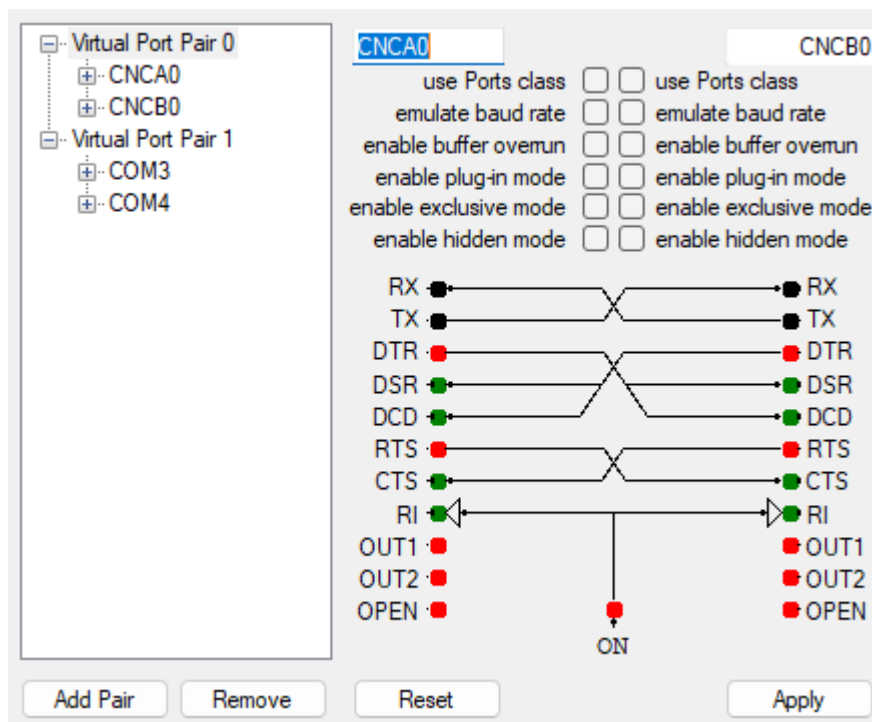 Virtual Port Pair 0
CNCA0
CNCB0
Virtual Port Pair 1
COM3
COM4
CNCA0 CNCB0
use Ports class use Ports class
emulate baud rate emulate baud rate
enable buffer overrun enable buffer overrun
enable plug-in mode enable plug-in mode
enable exclusive mode enable exclusive mode
enable hidden mode enable hidden mode
RX RX
TX TX
DTR DTR
DSR DSR
DCD DCD
RTS RTS
CTS CTS
RI RI
OUT1 OUT1
OUT2 OUT2
OPEN OPEN
ON
Add Pair Remove Reset Apply